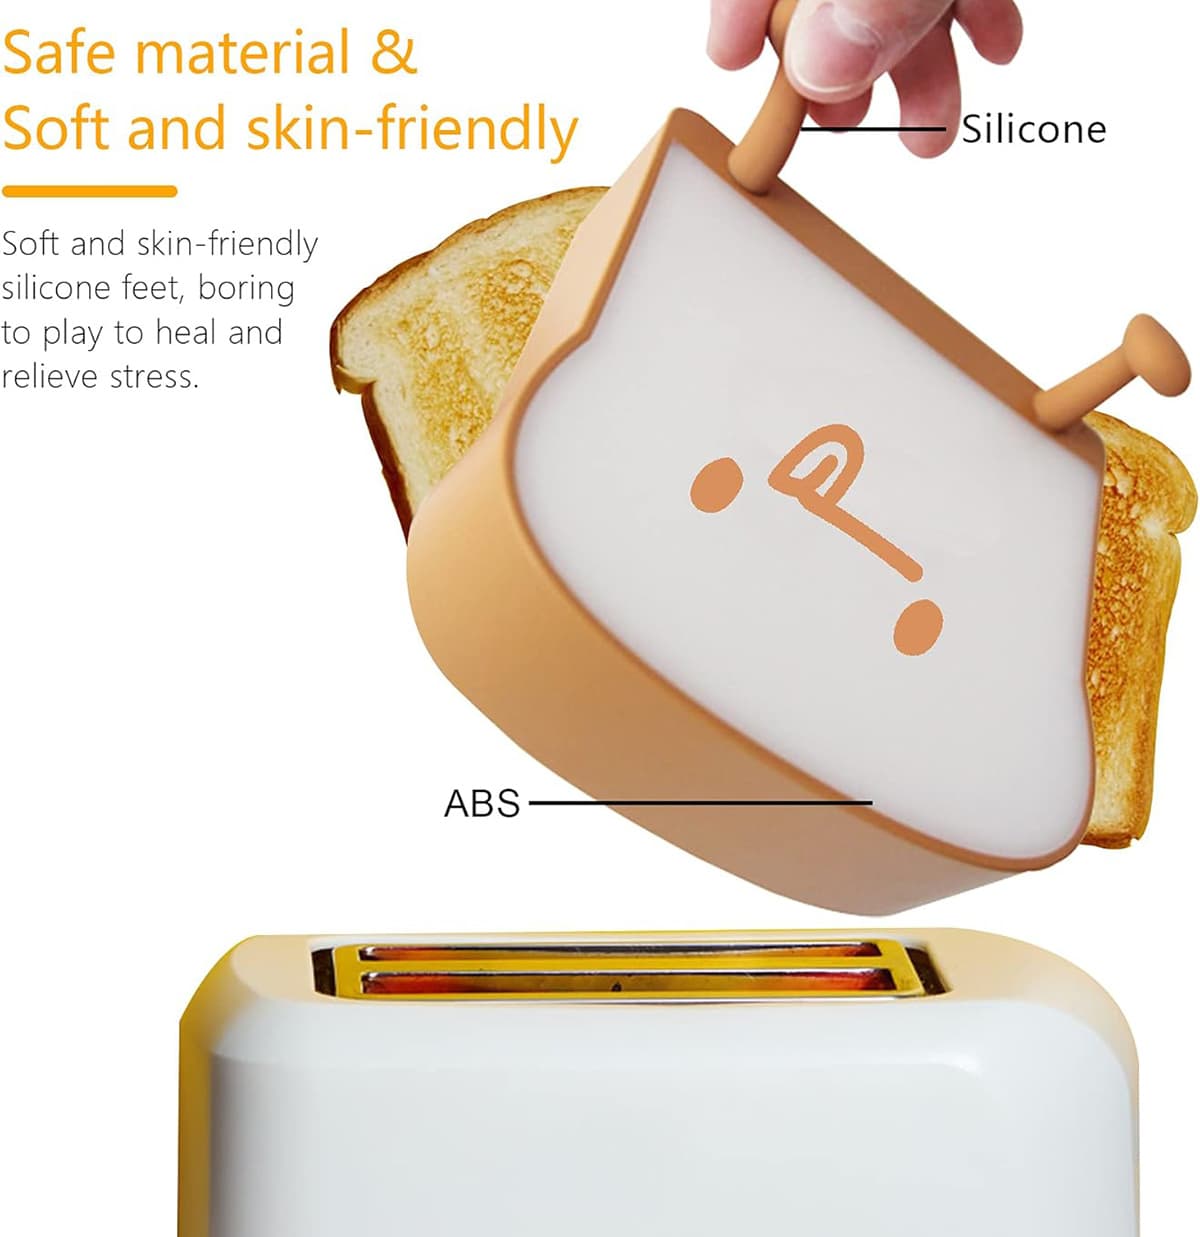 Safe material &
Soft and skin-friendly
Silicone
Soft and skin-friendly
silicone feet, boring
to play to heal and
relieve stress.
ABS